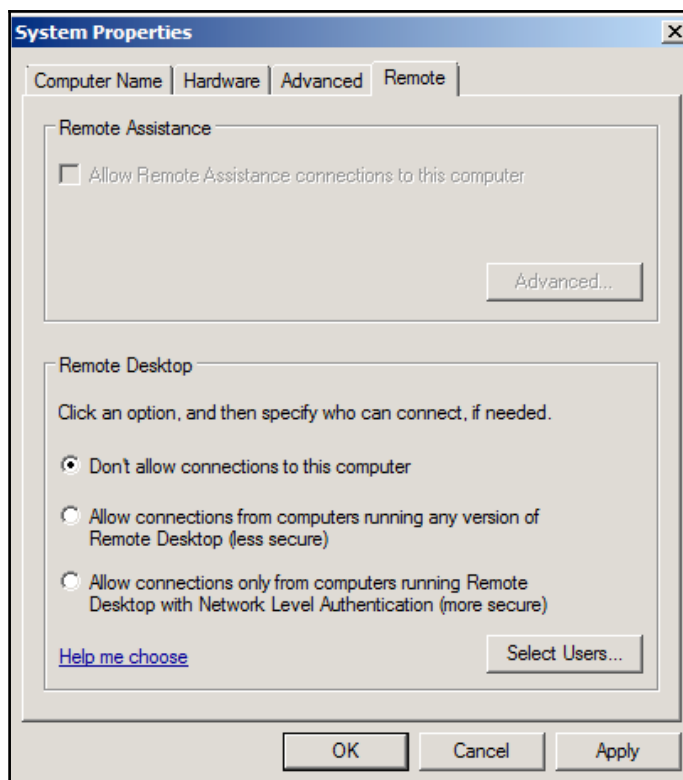 System Properties
Computer Name
Hardware
Advanced
Remote
Remote Assistance
Allow Remote Assistance connections to this computer
Advanced...
Remote Desktop
Click an option, and then specify who can connect, if needed.
Don't allow connections to this computer
Allow connections from computers running any version of
Remote Desktop (less secure)
Allow connections only from computers running Remote
Desktop with Network Level Authentication (more secure)
Help me choose
Select Users...
OK
Cancel
Apply